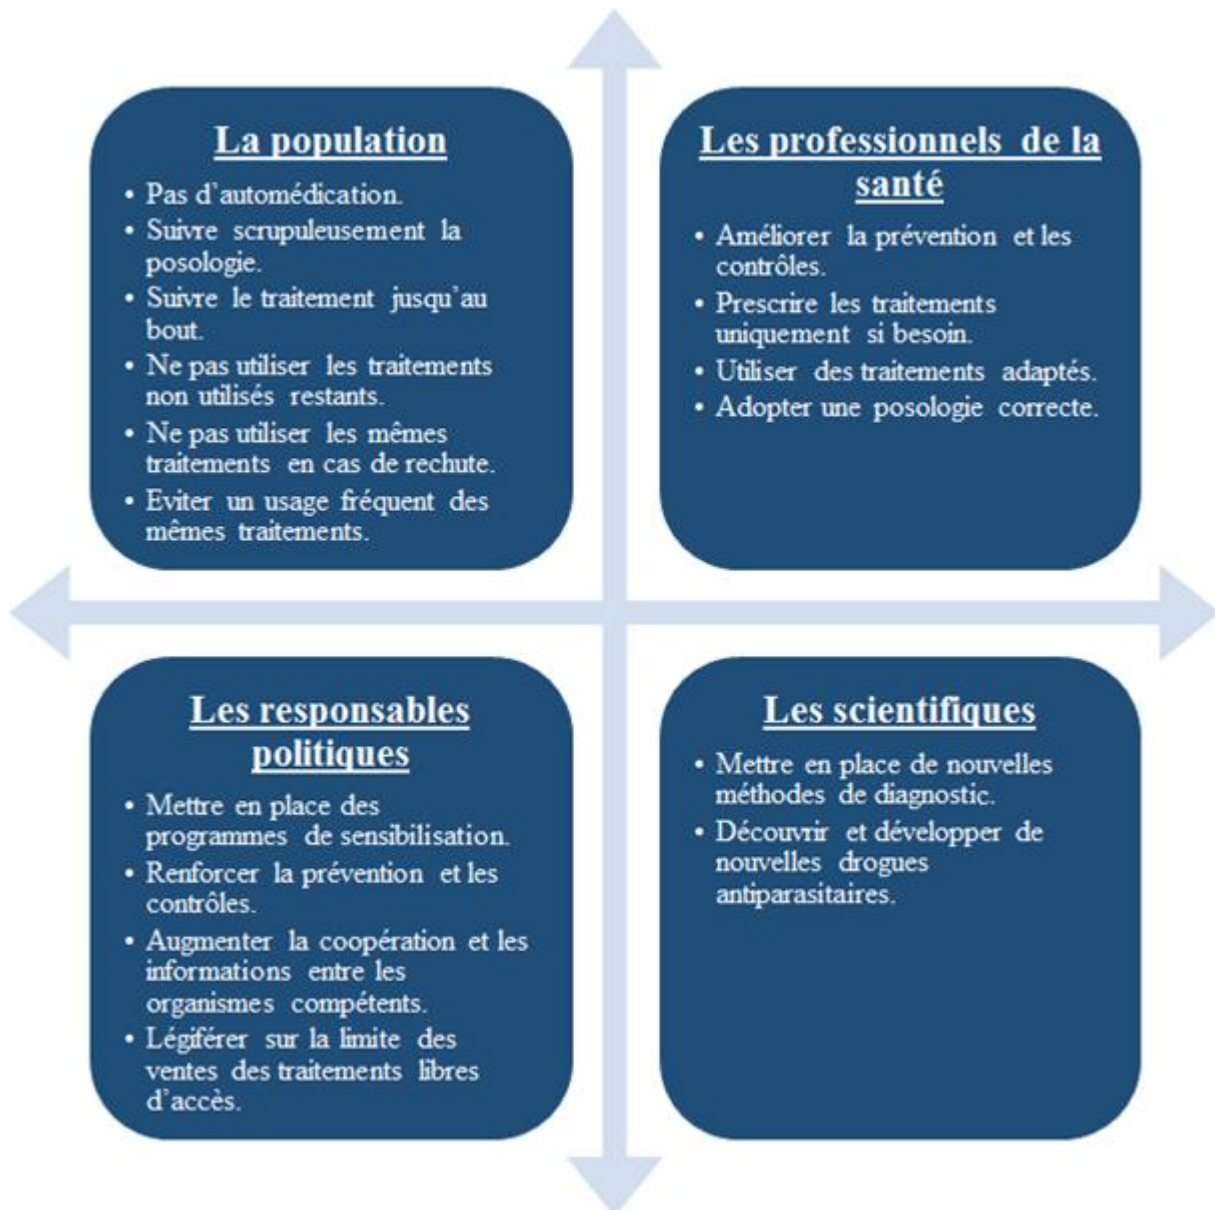 La population
• Pas d'automédication.
• Suivre scrupuleusement la
posologie.
• Suivre le traitement jusqu'au
bout.
• Ne pas utiliser les traitements
non utilisés restants.
• Ne pas utiliser les mêmes
traitements en cas de rechute.
• Eviter un usage fréquent des
mêmes traitements.
Les professionnels de la
santé
• Améliorer la prévention et les
contrôles.
• Prescrire les traitements
uniquement si besoin.
• Utiliser des traitements adaptés.
• Adopter une posologie correcte.
Les responsables
politiques
• Mettre en place des
programmes de sensibilisation.
• Renforcer la prévention et les
contrôles.
• Augmenter la coopération et les
informations entre les
organismes compétents.
• Légiférer sur la limite des
ventes des traitements libres
d'accès.
Les scientifiques
• Mettre en place de nouvelles
méthodes de diagnostic.
• Découvrir et développer de
nouvelles drogues
antiparasitaires.